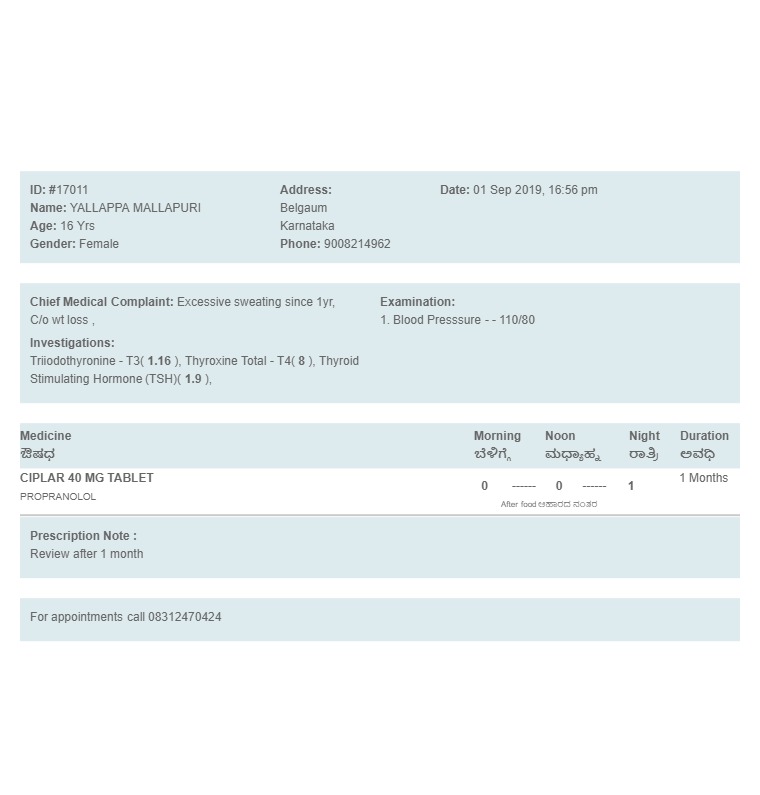 ID: #17011
Name: YALLAPPA MALLAPURI
Age: 16 Yrs
Gender: Female
Address:
Belgaum
Karnataka
Phone: 9008214962
Date: 01 Sep 2019, 16:56 pm
Chief Medical Complaint: Excessive sweating since 1yr,
C/o wt loss ,
Investigations:
Triiodothyronine - T3( 1.16 ), Thyroxine Total - T4( 8 ), Thyroid
Stimulating Hormone (TSH)( 1.9 ),
Examination:
1. Blood Presssure - - 110/80
Medicine Morning Noon Night Duration
ಔಷಧ ಬೆಳಿಗ್ಗೆ ಮಧ್ಯಾಹ್ನ ರಾತ್ರಿ ಅವಧಿ
CIPLAR 40 MG TABLET 0 ------ 0 ------ 1 1 Months
PROPRANOLOL
After food ಆಹಾರದ ನಂತರ
Prescription Note :
Review after 1 month
For appointments call 08312470424